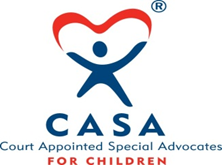 ®
CASA
Court Appointed Special Advocates
FOR CHILDREN